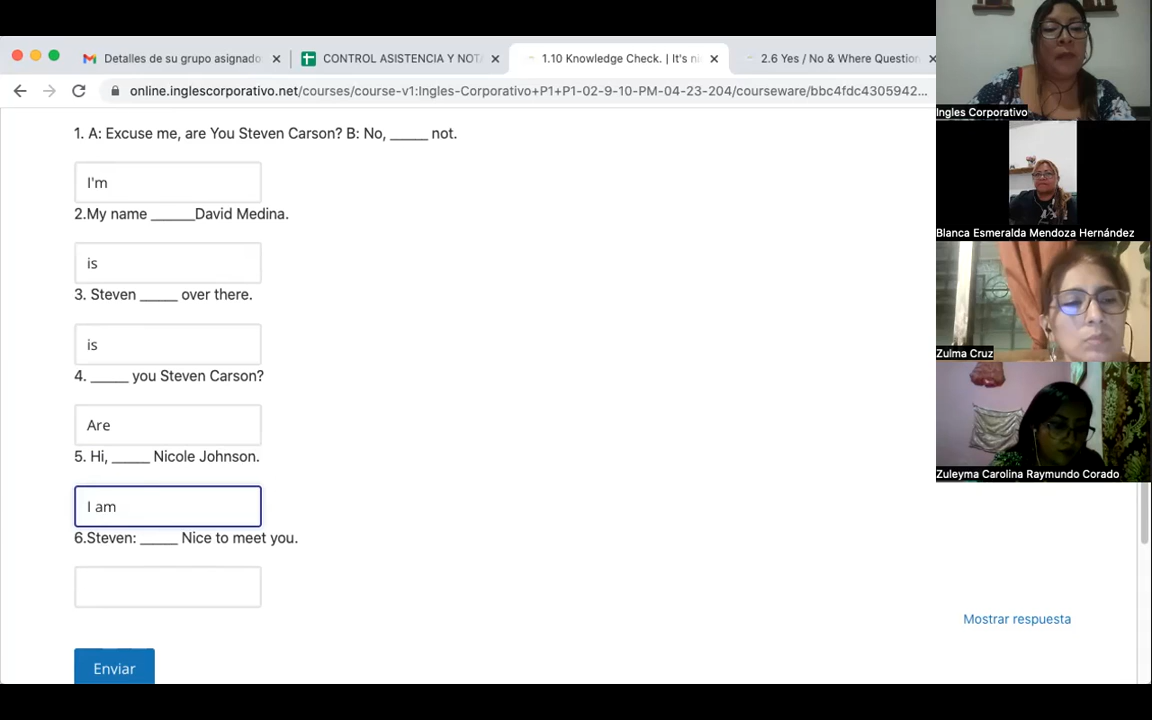 Detalles de su grupo asignado
CONTROL ASISTENCIA Y NOTA
1.10 Knowledge Check. | It's ni
2.6 Yes / No & Where Question
online.inglescorporativo.net/courses/course-v1:Ingles-Corporativo+P1+P1-02-9-10-PM-04-23-204/courseware/bbc4fdc4305942...
1. A: Excuse me, are You Steven Carson? B: No, _____ not.
I'm
2.My name ______David Medina.
is
3. Steven _____ over there.
is
4. _____ you Steven Carson?
Are
5. Hi, _____ Nicole Johnson.
I am
6.Steven: _____ Nice to meet you.
Mostrar respuesta
Enviar
Ingles Corporativo
Blanca Esmeralda Mendoza Hernández
Zulma Cruz
Zuleyma Carolina Raymundo Corado